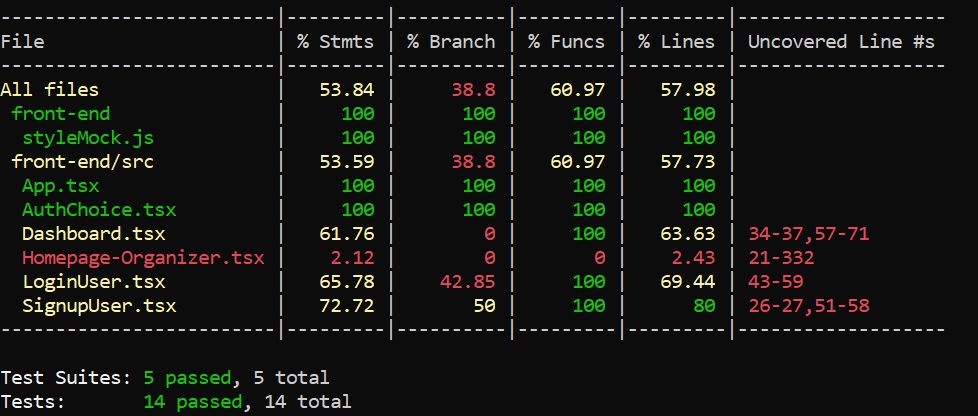 -------------------------|---------|----------|---------|---------|-------------------
File                     | % Stmts | % Branch | % Funcs | % Lines | Uncovered Line #s
-------------------------|---------|----------|---------|---------|-------------------
All files                |   53.84 |     38.8 |   60.97 |   57.98 |
 front-end               |     100 |      100 |     100 |     100 |
  styleMock.js           |     100 |      100 |     100 |     100 |
 front-end/src           |   53.59 |     38.8 |   60.97 |   57.73 |
  App.tsx                |     100 |      100 |     100 |     100 |
  AuthChoice.tsx         |     100 |      100 |     100 |     100 |
  Dashboard.tsx          |   61.76 |        0 |     100 |   63.63 | 34-37,57-71
  Homepage-Organizer.tsx |    2.12 |        0 |       0 |    2.43 | 21-332
  LoginUser.tsx          |   65.78 |    42.85 |     100 |   69.44 | 43-59
  SignupUser.tsx         |   72.72 |       50 |     100 |      80 | 26-27,51-58
-------------------------|---------|----------|---------|---------|-------------------
Test Suites: 5 passed, 5 total
Tests:       14 passed, 14 total